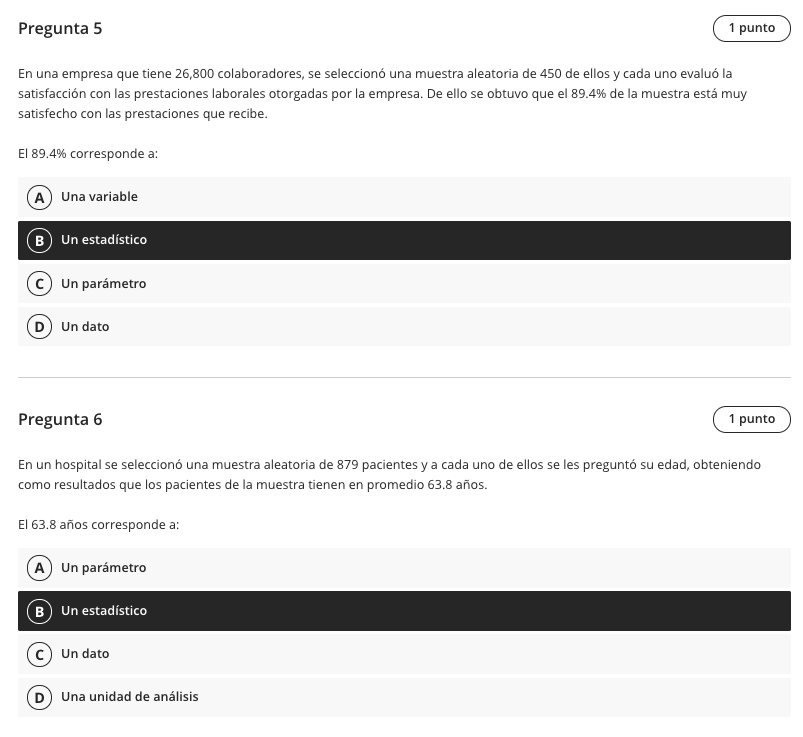 Pregunta 5
1 punto
En una empresa que tiene 26,800 colaboradores, se seleccionó una muestra aleatoria de 450 de ellos y cada uno evaluó la
satisfacción con las prestaciones laborales otorgadas por la empresa. De ello se obtuvo que el 89.4% de la muestra está muy
satisfecho con las prestaciones que recibe.
El 89.4% corresponde a:
A Una variable
B Un estadístico
C Un parámetro
D Un dato
Pregunta 6
1 punto
En un hospital se seleccionó una muestra aleatoria de 879 pacientes y a cada uno de ellos se les preguntó su edad, obteniendo
como resultados que los pacientes de la muestra tienen en promedio 63.8 años.
El 63.8 años corresponde a:
A Un parámetro
B Un estadístico
C Un dato
D Una unidad de análisis